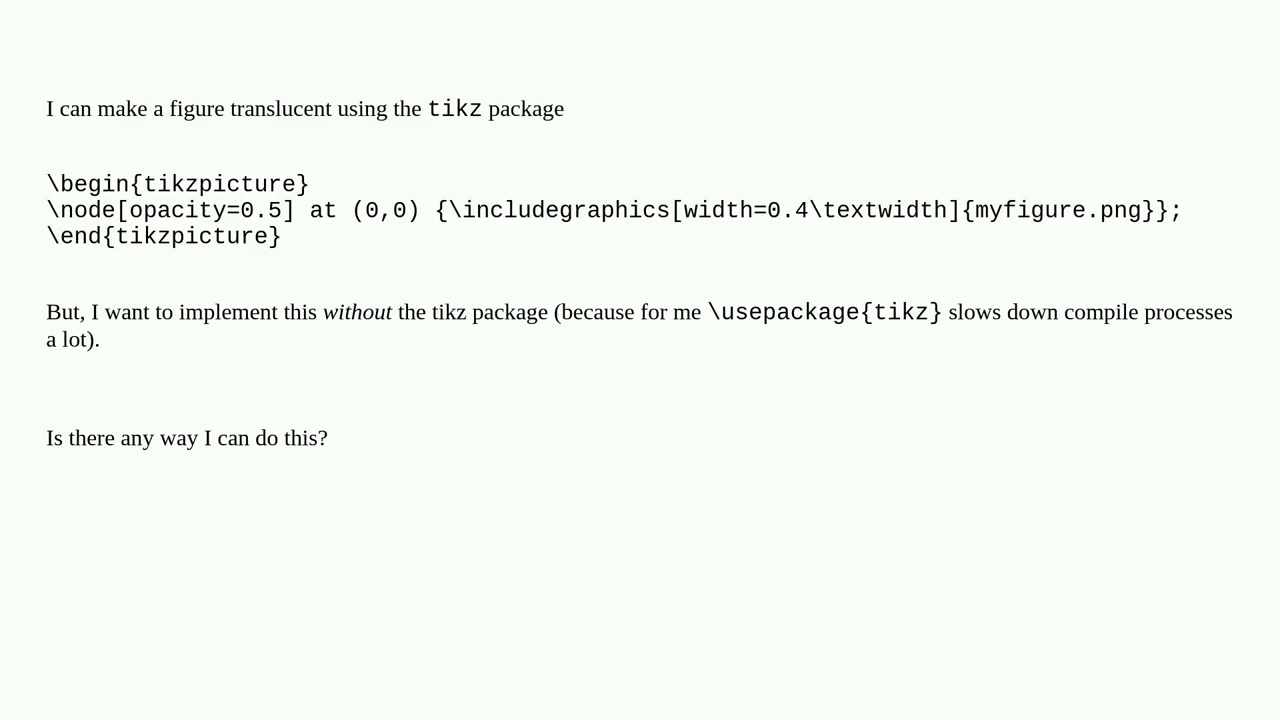 I can make a figure translucent using the tikz package
\begin{tikzpicture}
\node[opacity=0.5] at (0,0) {\includegraphics[width=0.4\textwidth]{myfigure.png}};
\end{tikzpicture}
But, I want to implement this without the tikz package (because for me \usepackage{tikz} slows down compile processes
a lot).
Is there any way I can do this?